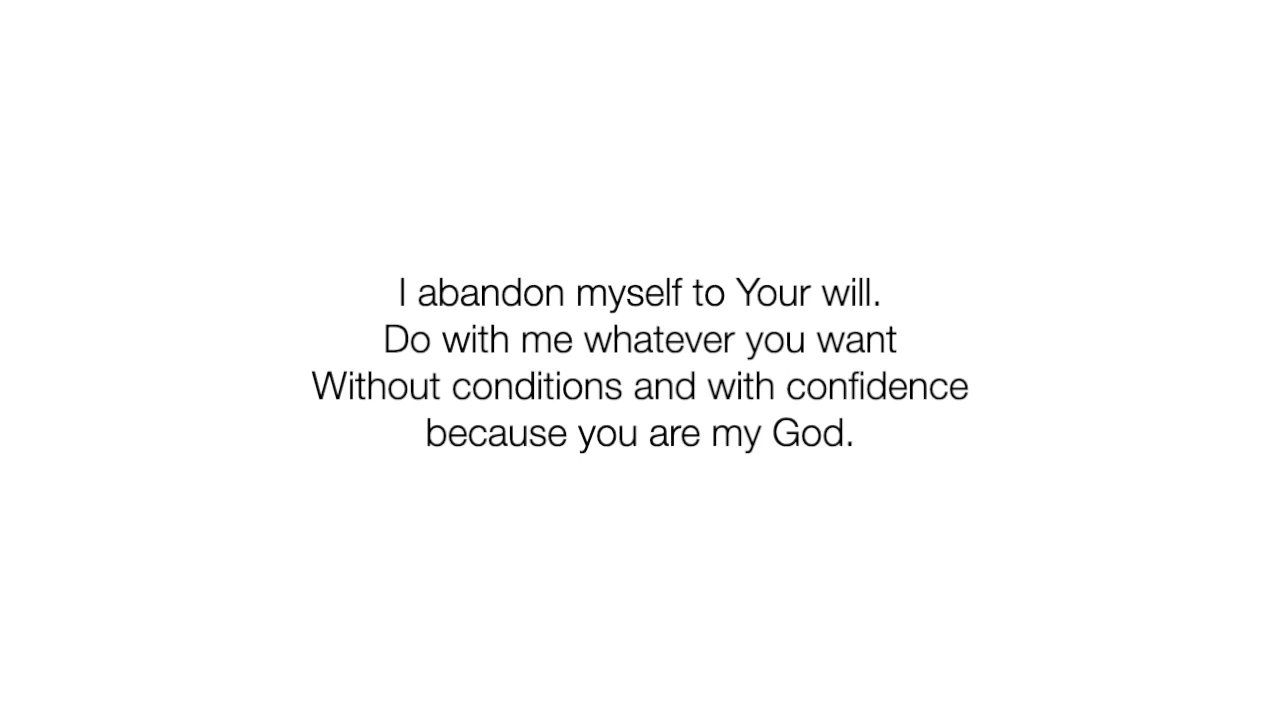 I abandon myself to Your will.
Do with me whatever you want
Without conditions and with confidence
because you are my God.